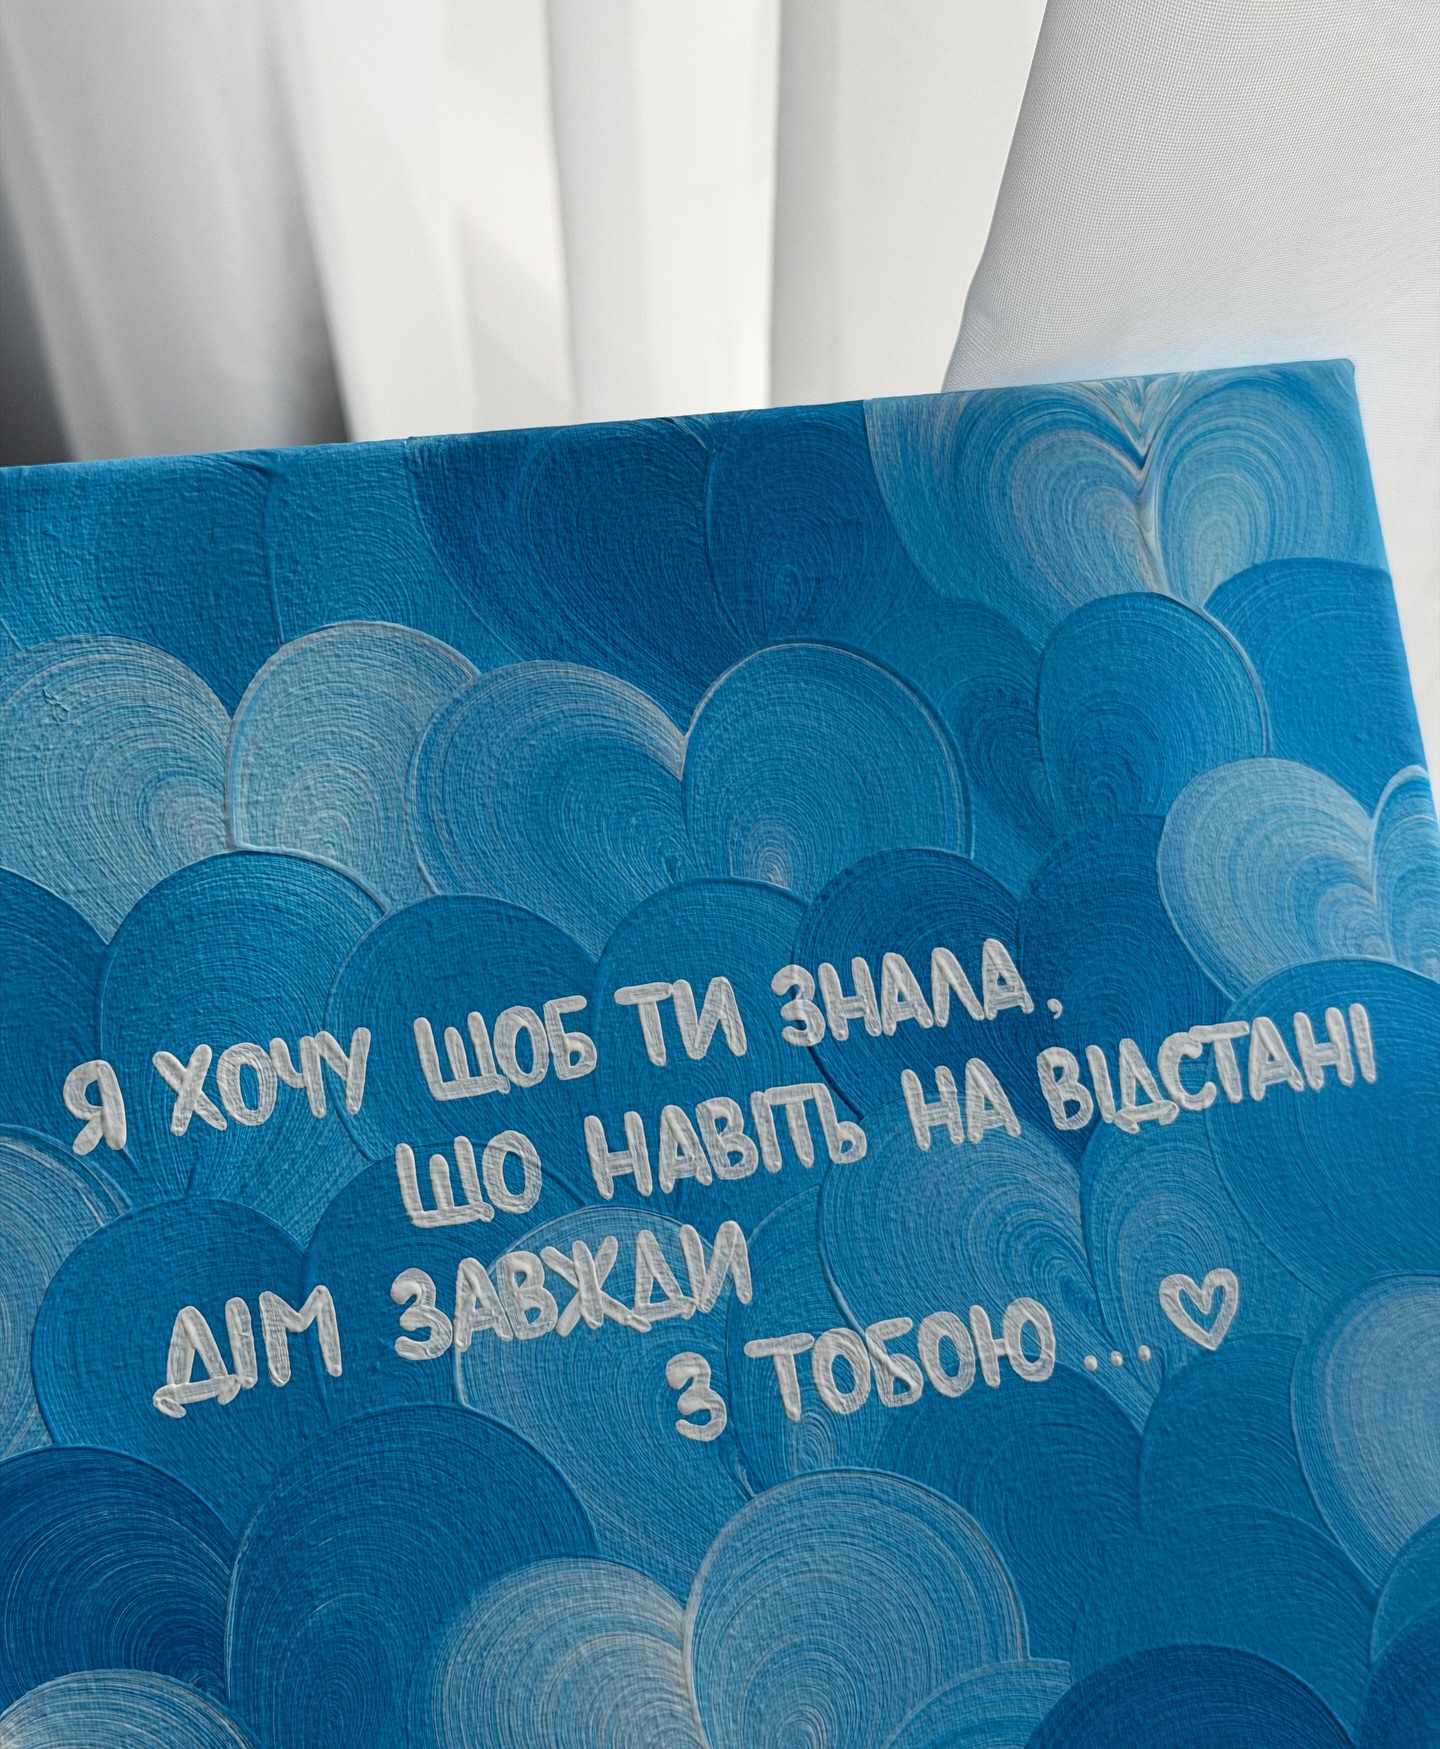 Я ХОЧУ ЩОБ ТИ ЗНАЛА,
ЩО НАВІТЬ НА ВІДСТАНІ
ДІМ ЗАВЖДИ
З ТОБОЮ...♡